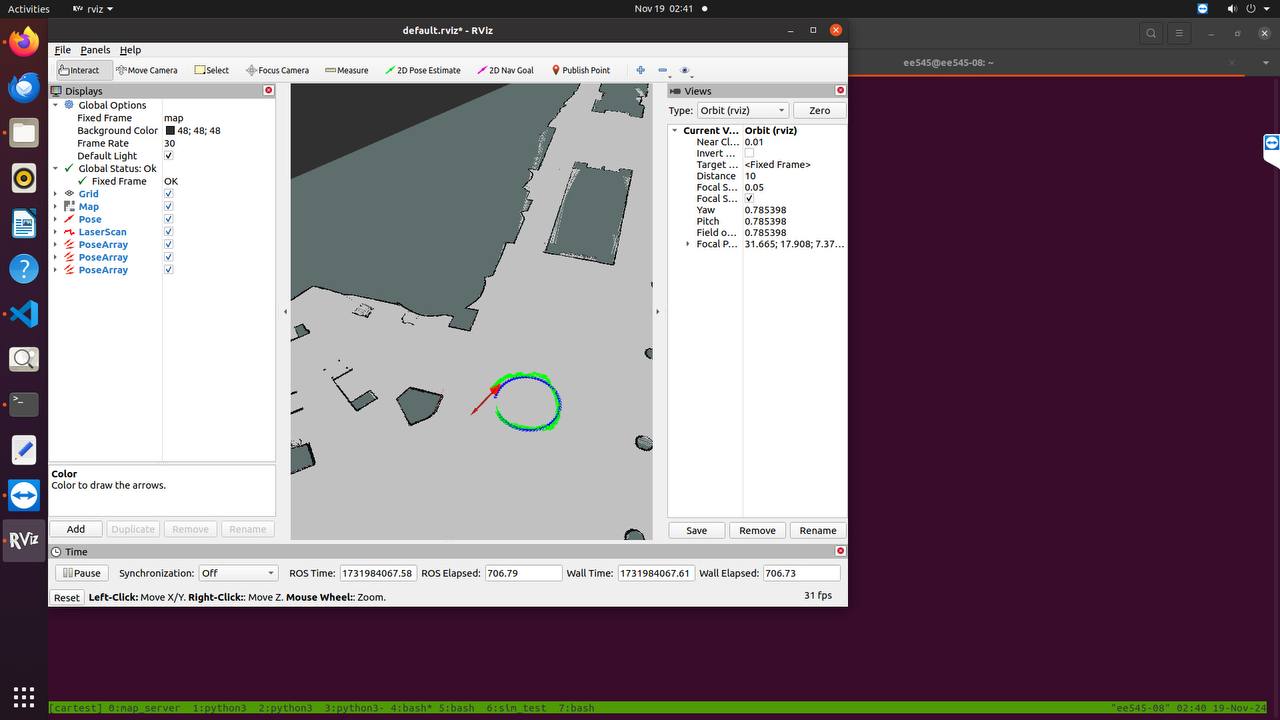 Activities rviz Nov 19 02:41
default.rviz* - RViz
ee545@ee545-08: ~
File Panels Help
Interact Move Camera Select Focus Camera Measure 2D Pose Estimate 2D Nav Goal Publish Point
Displays
Global Options
Fixed Frame map
Background Color 48; 48; 48
Frame Rate 30
Default Light
Global Status: Ok
Fixed Frame OK
Grid
Map
Pose
LaserScan
PoseArray
PoseArray
PoseArray
Color
Color to draw the arrows.
Add Duplicate Remove Rename
Views
Type: Orbit (rviz) Zero
Current V... Orbit (rviz)
Near Cl... 0.01
Invert ...
Target ... <Fixed Frame>
Distance 10
Focal S... 0.05
Focal S...
Yaw 0.785398
Pitch 0.785398
Field o... 0.785398
Focal P... 31.665; 17.908; 7.37...
Save Remove Rename
Time
Pause Synchronization: Off ROS Time: 1731984067.58 ROS Elapsed: 706.79 Wall Time: 1731984067.61 Wall Elapsed: 706.73
Reset Left-Click: Move X/Y. Right-Click:: Move Z. Mouse Wheel:: Zoom. 31 fps
RViz
[cartest] 0:map_server 1:python3 2:python3 3:python3- 4:bash* 5:bash 6:sim_test 7:bash "ee545-08" 02:40 19-Nov-24